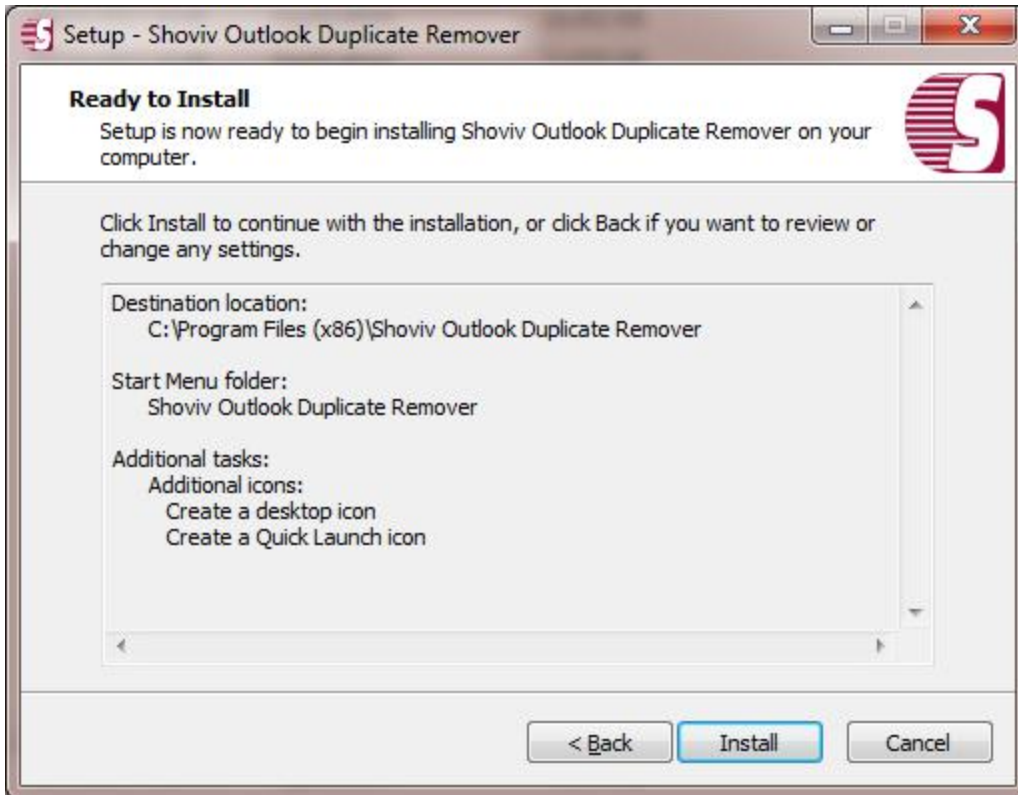 Setup - Shoviv Outlook Duplicate Remover
Ready to Install
Setup is now ready to begin installing Shoviv Outlook Duplicate Remover on your
computer.
Click Install to continue with the installation, or click Back if you want to review or
change any settings.
Destination location:
C:\Program Files (x86)\Shoviv Outlook Duplicate Remover
Start Menu folder:
Shoviv Outlook Duplicate Remover
Additional tasks:
Additional icons:
Create a desktop icon
Create a Quick Launch icon
< Back Install Cancel